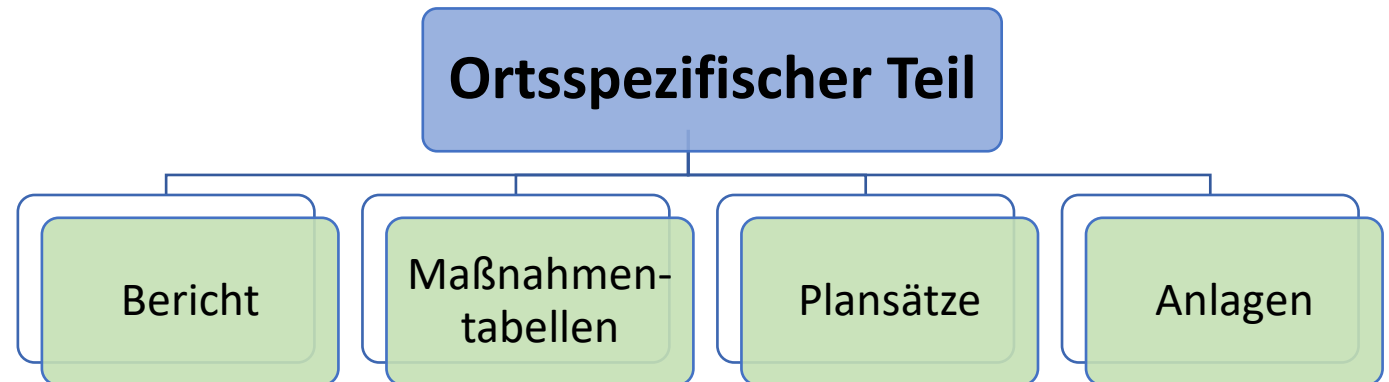 Ortsspezifischer Teil
Bericht
Maßnahmen-
tabellen
Plansätze
Anlagen